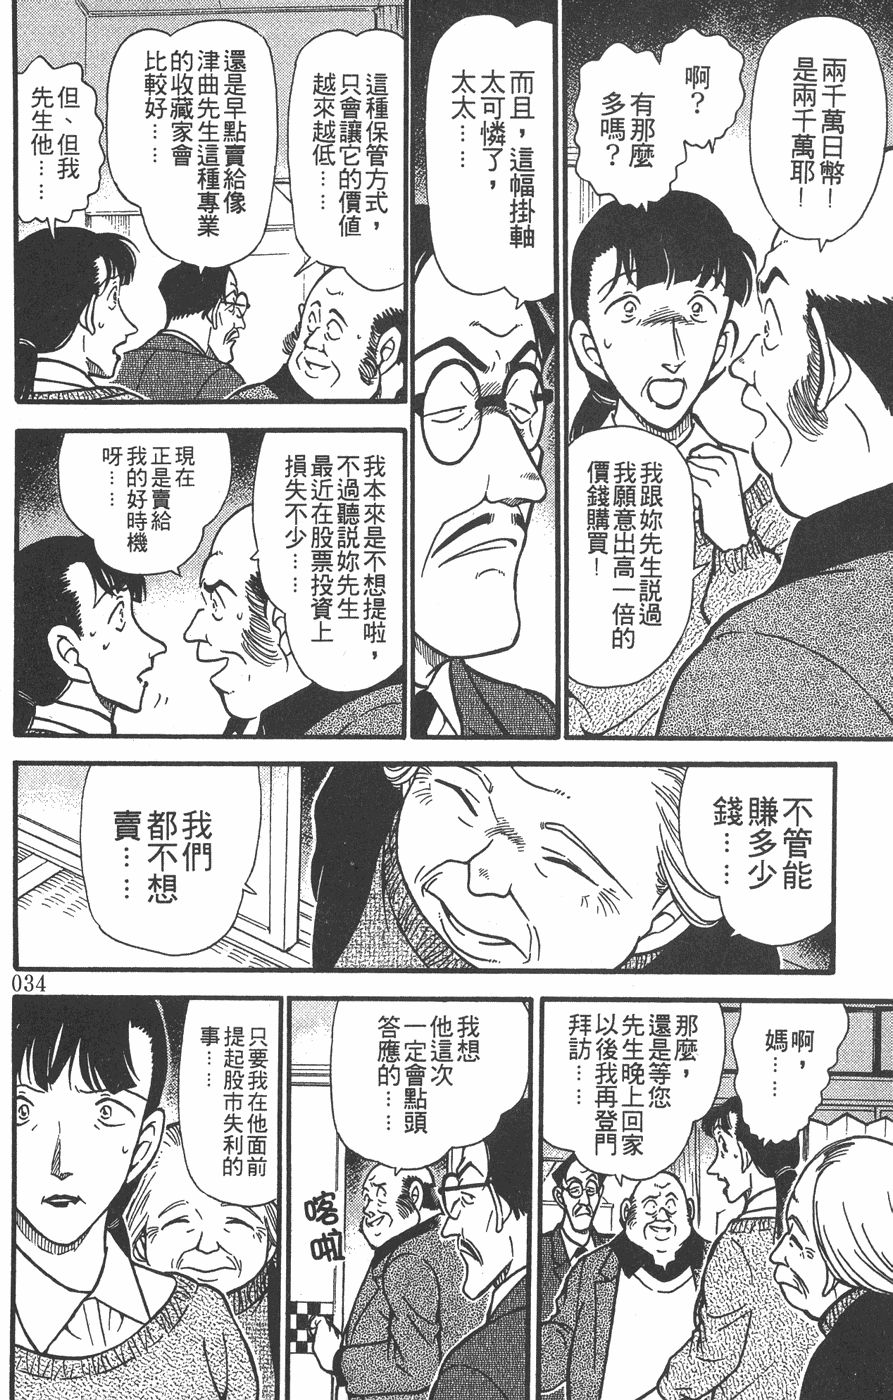 兩千萬日幣！
是兩千萬耶！
啊？
有那麼
多嗎？
我跟妳先生說過
我願意出高一倍的
價錢購買！
而且，這幅掛軸
太可憐了，
太太……
這種保管方式，
只會讓它的價值
越來越低……
還是早點賣給像
津曲先生這種專業
的收藏家會
比較好……
但、但我
先生他……
我本來是不想提啦，
不過聽說妳先生
最近在股票投資上
損失不少……
現在
正是賣給
我的好時機
呀……
不管能
賺多少
錢……
我們
都不想
賣……
啊，
媽……
那麼，
還是等您
先生晚上回家
以後我再登門
拜訪……
我想
他這次
一定會點頭
答應的……
喀啦
只要我在他面前
提起股市失利的
事……
034